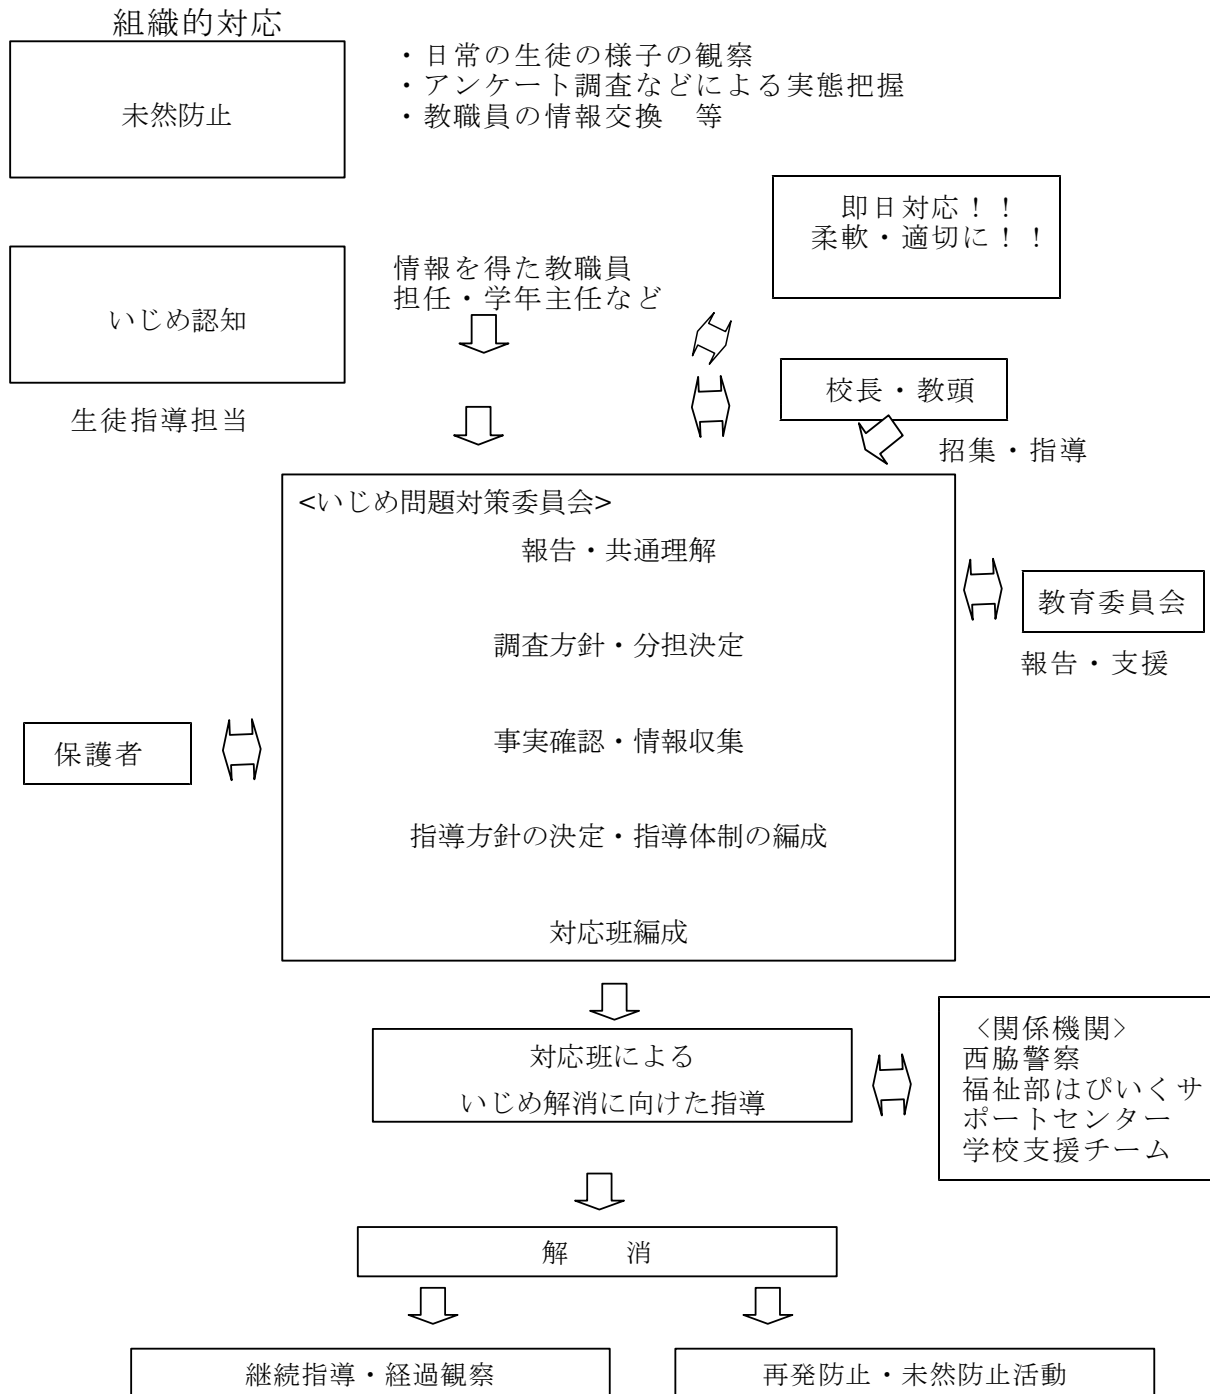 組織的対応
未然防止
・日常の生徒の様子の観察
・アンケート調査などによる実態把握
・教職員の情報交換　等
即日対応！！
柔軟・適切に！！
いじめ認知
情報を得た教職員
担任・学年主任など
生徒指導担当
校長・教頭
招集・指導
<いじめ問題対策委員会>
報告・共通理解
調査方針・分担決定
事実確認・情報収集
指導方針の決定・指導体制の編成
対応班編成
教育委員会
報告・支援
保護者
対応班による
いじめ解消に向けた指導
〈関係機関〉
西脇警察
福祉部はぴいくサ
ポートセンター
学校支援チーム
解　　消
継続指導・経過観察
再発防止・未然防止活動